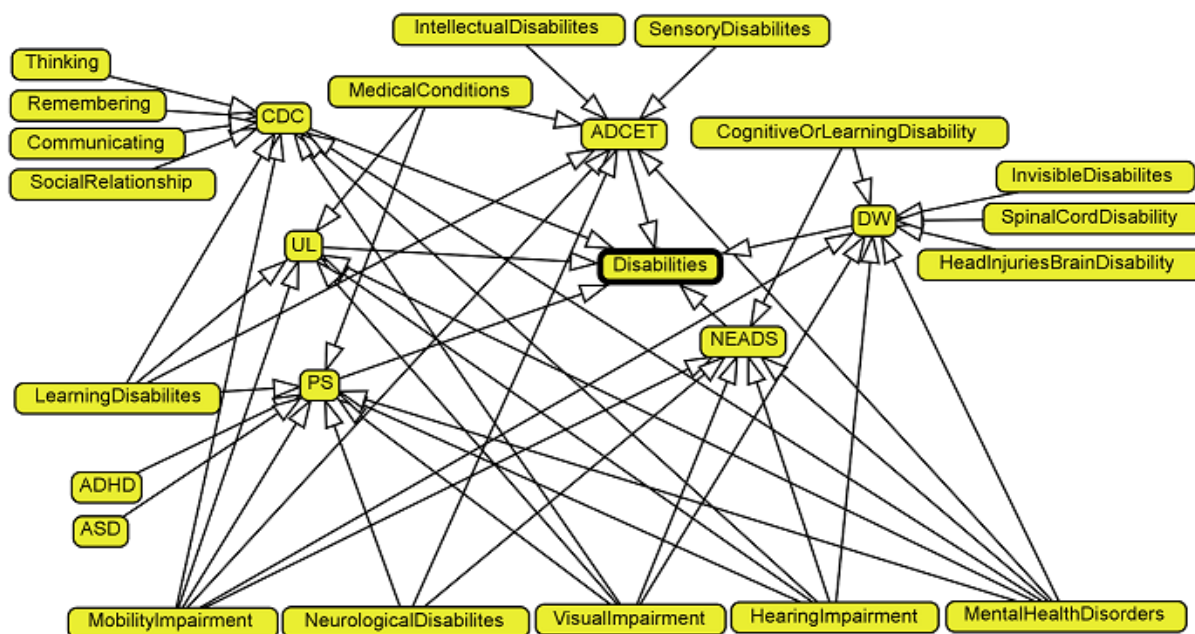 IntellectualDisabilites
SensoryDisabilites
Thinking
MedicalConditions
Remembering
CDC
ADCET
CognitiveOrLearningDisability
Communicating
InvisibleDisabilites
SocialRelationship
DW
SpinalCordDisability
UL
Disabilities
HeadInjuriesBrainDisability
NEADS
LearningDisabilites
PS
ADHD
ASD
MobilityImpairment
NeurologicalDisabilites
VisualImpairment
HearingImpairment
MentalHealthDisorders